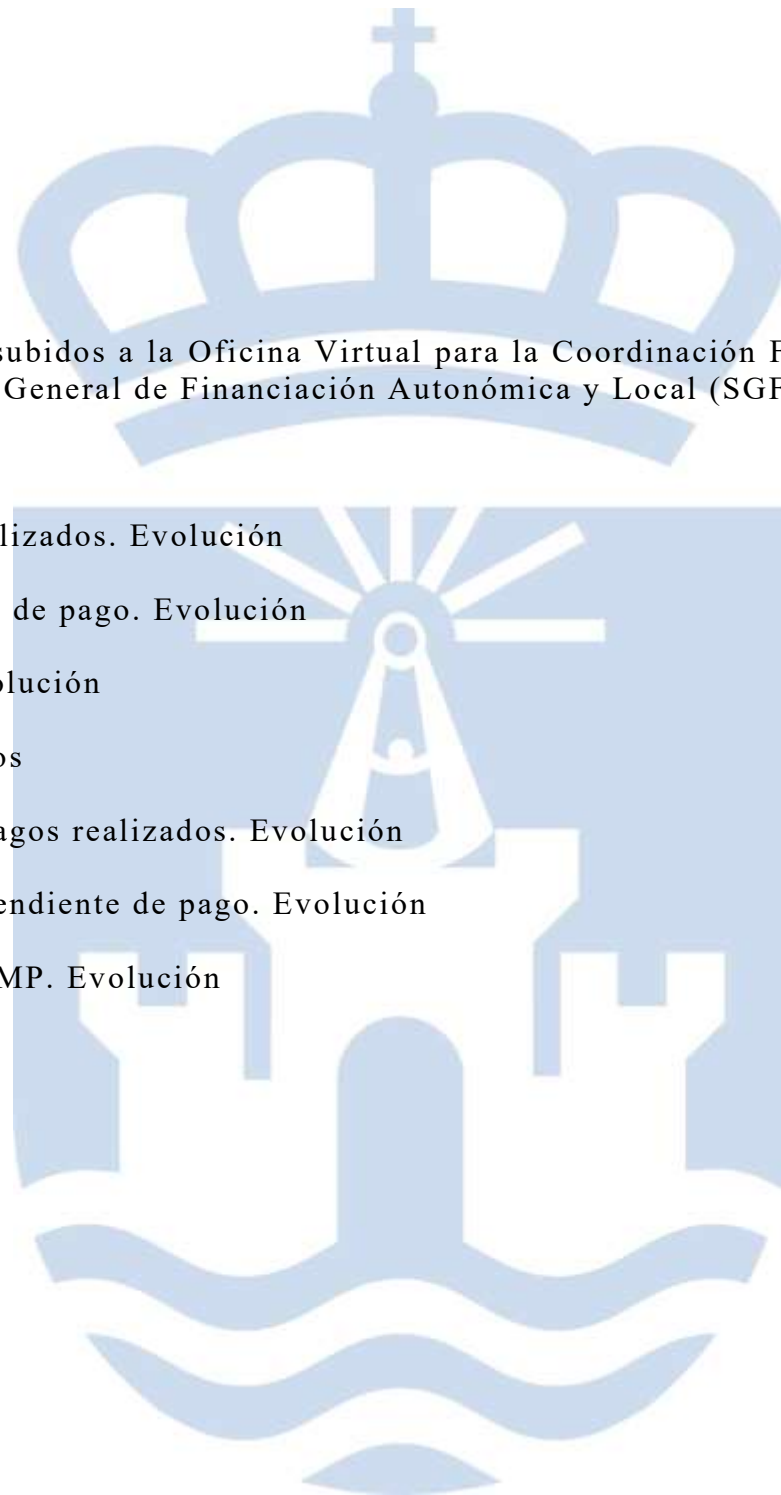 subidos a la Oficina Virtual para la Coordinación
General de Financiación Autonómica y Local
lizados. Evolución
de pago. Evolución
olución
os
agos realizados. Evolución
endiente de pago. Evolución
MP. Evolución